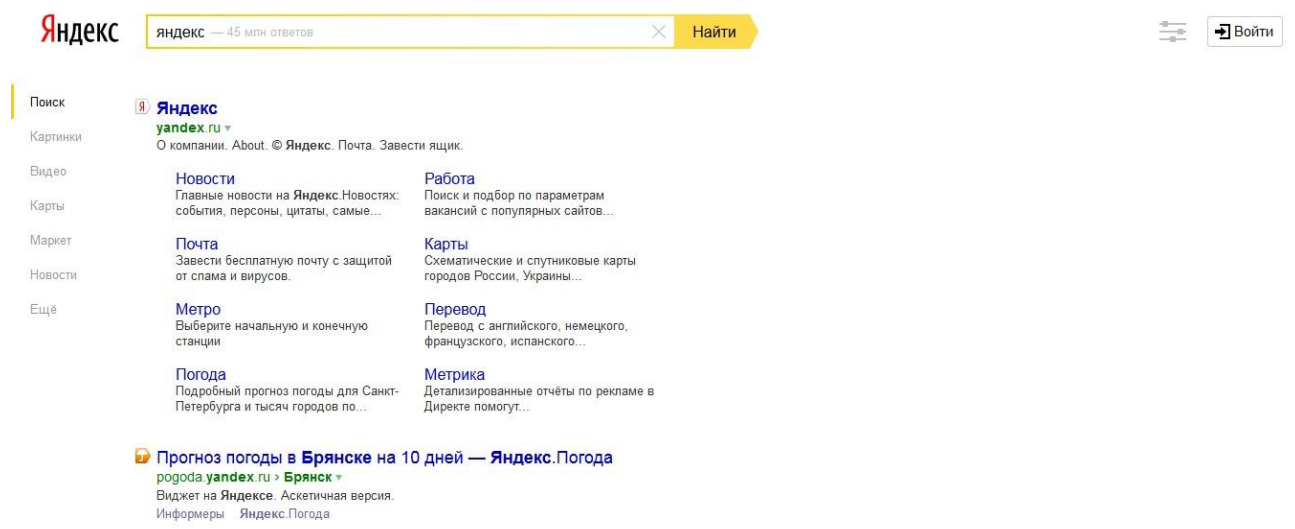 Яндекс
яндекс — 45 млн ответов
Найти
Войти
Поиск
Картинки
Видео
Карты
Маркет
Новости
Ещё
Я Яндекс
yandex.ru
О компании. About. © Яндекс. Почта. Завести ящик.
Новости
Главные новости на Яндекс.Новостях:
события, персоны, цитаты, самые...
Работа
Поиск и подбор по параметрам
вакансий с популярных сайтов...
Почта
Завести бесплатную почту с защитой
от спама и вирусов.
Карты
Схематические и спутниковые карты
городов России, Украины...
Метро
Выберите начальную и конечную
станции
Перевод
Перевод с английского, немецкого,
французского, испанского...
Погода
Подробный прогноз погоды для Санкт-
Петербурга и тысяч городов по...
Метрика
Детализированные отчёты по рекламе в
Директе помогут...
Прогноз погоды в Брянске на 10 дней — Яндекс.Погода
pogoda.yandex.ru › Брянск
Виджет на Яндексе. Аскетичная версия.
Информеры Яндекс.Погода